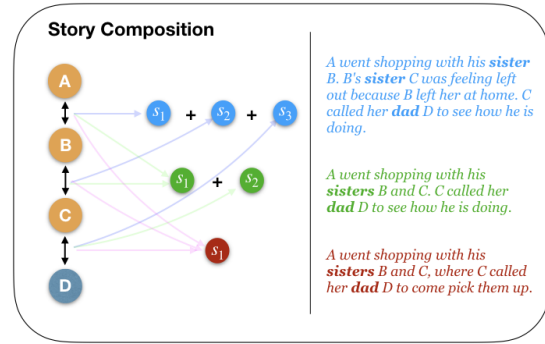 Story Composition
A
B
C
D
s1 + s2 + s3
s1 + s2
s1
A went shopping with his sister
B. B's sister C was feeling left
out because B left her at home. C
called her dad D to see how he is
doing.
A went shopping with his
sisters B and C. C called her
dad D to see how he is doing.
A went shopping with his
sisters B and C, where C called
her dad D to come pick them up.